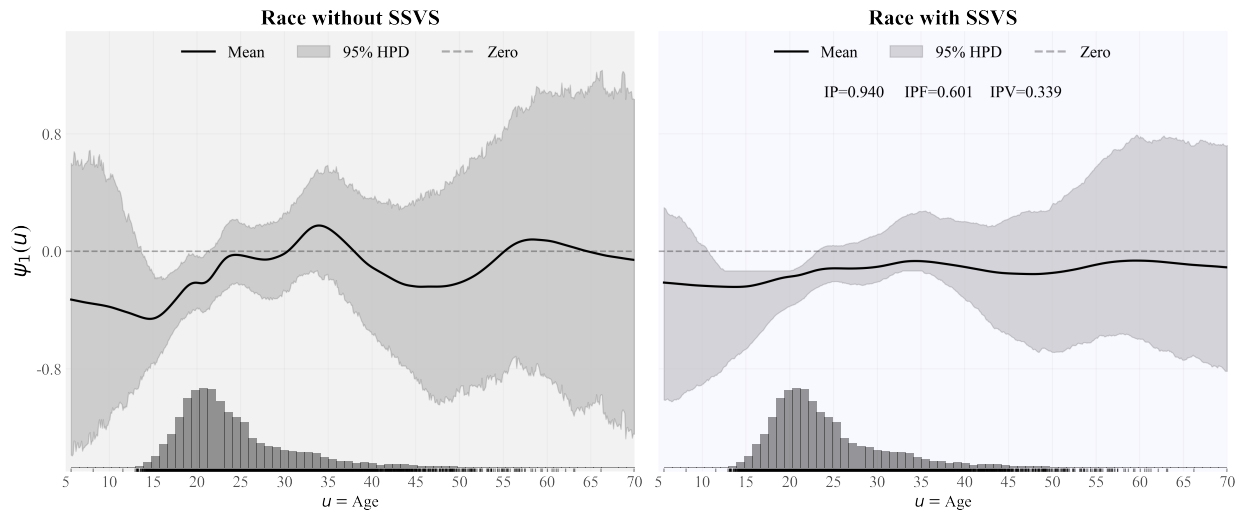 Race without SSVS
Mean 95% HPD Zero
0.8
0.0
-0.8
ψ₁(u)
5 10 15 20 25 30 35 40 45 50 55 60 65 70
u = Age
Race with SSVS
Mean 95% HPD Zero
IP=0.940 IPF=0.601 IPV=0.339
10 15 20 25 30 35 40 45 50 55 60 65 70
u = Age